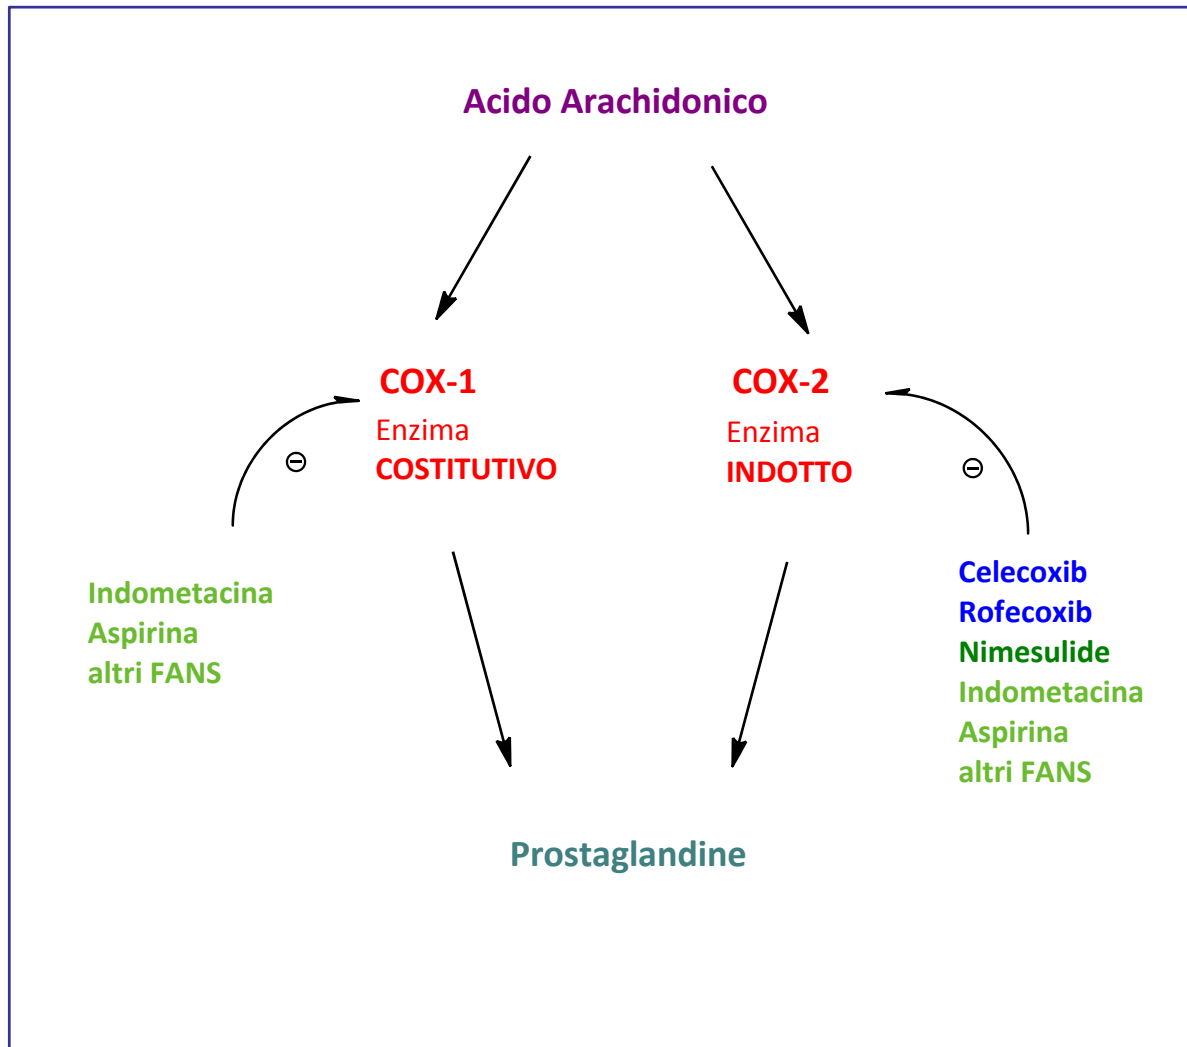 Acido Arachidonico
COX-1
Enzima
COSTITUTIVO
COX-2
Enzima
INDOTTO
⊖
⊖
Indometacina
Aspirina
altri FANS
Celecoxib
Rofecoxib
Nimesulide
Indometacina
Aspirina
altri FANS
Prostaglandine